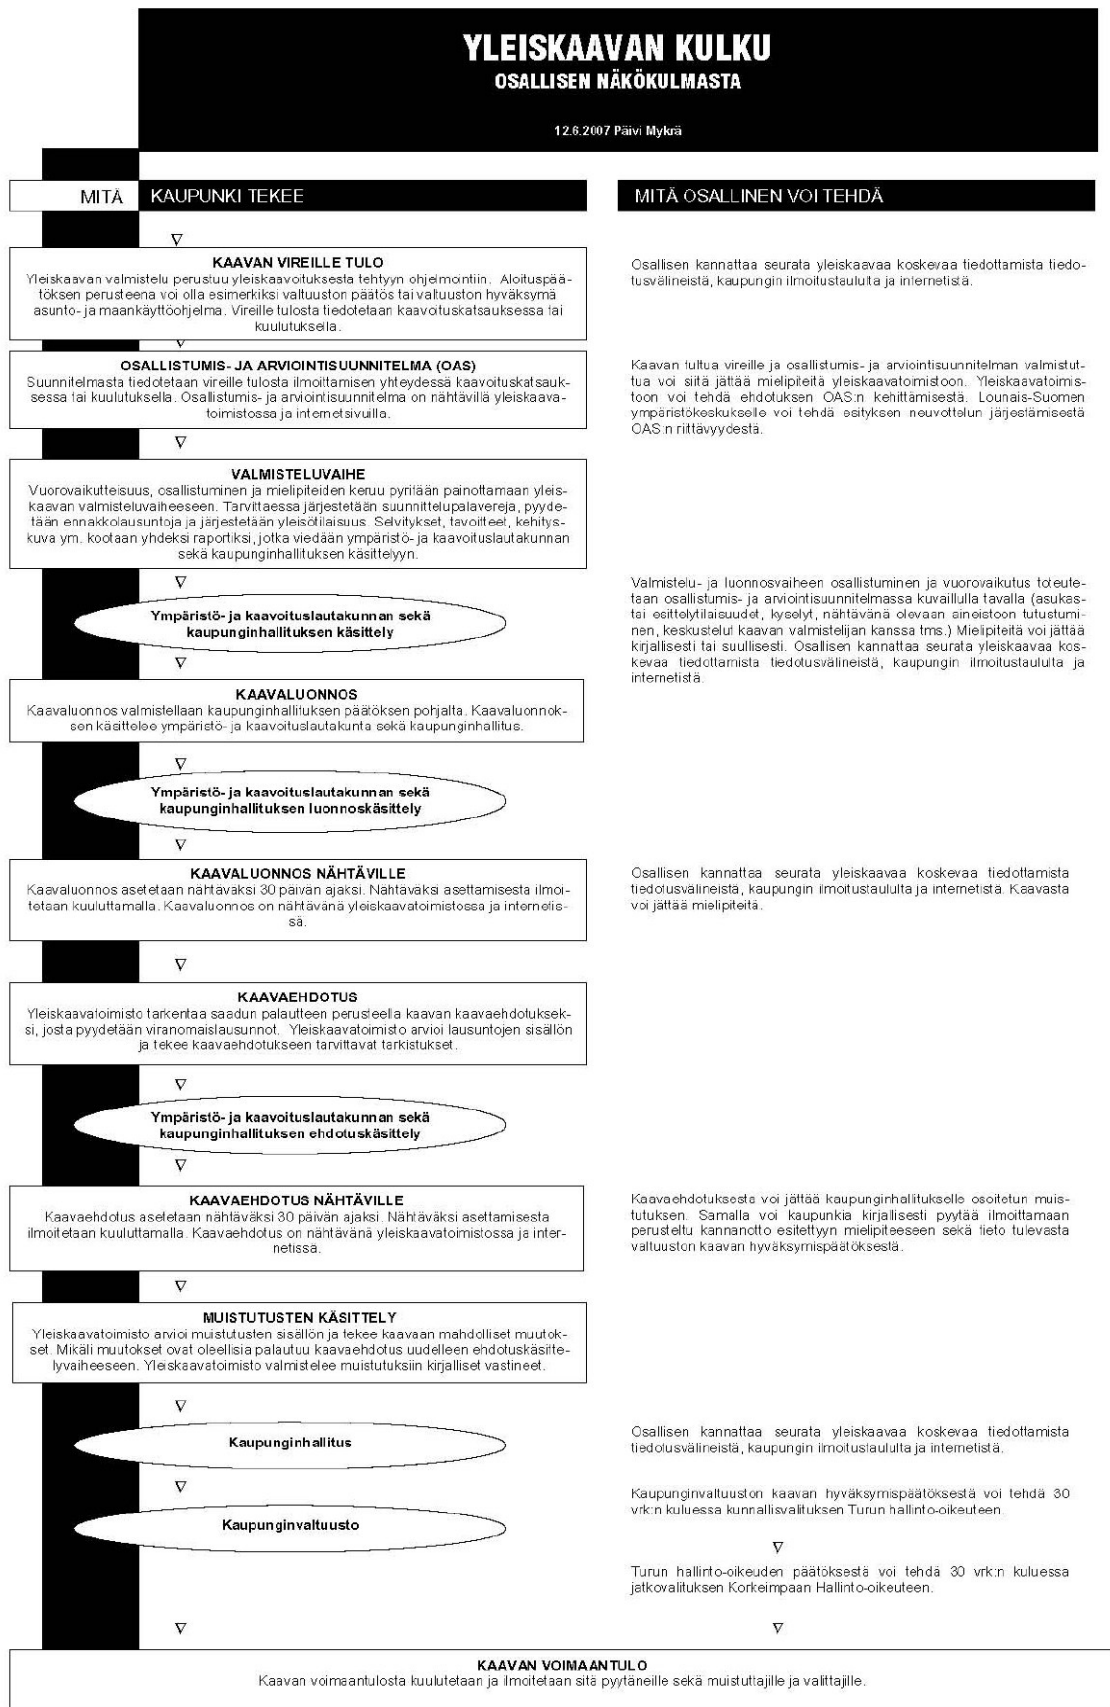 YLEISKAAVAN KULKU
OSALLISEN NÄKÖKULMASTA
12.6.2007 Päivi Mykrä
MITÄ KAUPUNKI TEKEE
MITÄ OSALLINEN VOI TEHDÄ
KAAVAN VIREILLE TULO
Yleiskaavan valmistelu perustuu yleiskaavoituksesta tehtyyn ohjelmointiin. Aloituspää-
töksen perusteena voi olla esimerkiksi valtuuston päätös tai valtuuston hyväksymä
asunto- ja maankäyttöohjelma. Vireille tulosta tiedotetaan kaavoituskatsauksessa tai
kuulutuksella.
Osallisen kannattaa seurata yleiskaavaa koskevaa tiedottamista tiedo-
tusvälineistä, kaupungin ilmoitustaululta ja internetistä.
OSALLISTUMIS- JA ARVIOINTISUUNNITELMA (OAS)
Suunnitelmasta tiedotetaan vireille tulosta ilmoittamisen yhteydessä kaavoituskatsauk-
sessa tai kuulutuksella. Osallistumis- ja arviointisuunnitelma on nähtävillä yleiskaava-
toimistossa ja internetsivuilla.
Kaavan tultua vireille ja osallistumis- ja arviointisuunnitelman valmistut-
tua voi siitä jättää mielipiteitä yleiskaavatoimistoon. Yleiskaavatoimis-
toon voi tehdä ehdotuksen OAS:n kehittämisestä. Lounais-Suomen
ympäristökeskukselle voi tehdä esityksen neuvottelun järjestämisestä
OAS:n riittävyydestä.
VALMISTELUVAIHE
Vuorovaikutteisuus, osallistuminen ja mielipiteiden keruu pyritään painottamaan yleis-
kaavan valmisteluvaiheeseen. Tarvittaessa järjestetään suunnittelupalavereja, pyyde-
tään ennakkolausuntoja ja järjestetään yleisötilaisuus. Selvitykset, tavoitteet, kehitys-
kuva ym. kootaan yhdeksi raportiksi, jotka viedään ympäristö- ja kaavoituslautakunnan
sekä kaupunginhallituksen käsittelyyn.
Ympäristö- ja kaavoituslautakunnan sekä
kaupunginhallituksen käsittely
Valmistelu- ja luonnosvaiheen osallistuminen ja vuorovaikutus toteute-
taan osallistumis- ja arviointisuunnitelmassa kuvaillulla tavalla (asukas-
tai esittelytilaisuudet, kyselyt, nähtävänä olevaan aineistoon tutustumi-
nen, keskustelut kaavan valmistelijan kanssa tms.) Mielipiteitä voi jättää
kirjallisesti tai suullisesti. Osallisen kannattaa seurata yleiskaavaa kos-
kevaa tiedottamista tiedotusvälineistä, kaupungin ilmoitustaululta ja
internetistä.
KAAVALUONNOS
Kaavaluonnos valmistellaan kaupunginhallituksen päätöksen pohjalta. Kaavaluonnok-
sen käsittelee ympäristö- ja kaavoituslautakunta sekä kaupunginhallitus.
Ympäristö- ja kaavoituslautakunnan sekä
kaupunginhallituksen luonnoskäsittely
KAAVALUONNOS NÄHTÄVILLE
Kaavaluonnos asetetaan nähtäväksi 30 päivän ajaksi. Nähtäväksi asettamisesta ilmoi-
tetaan kuuluttamalla. Kaavaluonnos on nähtävänä yleiskaavatoimistossa ja internetis-
sä.
Osallisen kannattaa seurata yleiskaavaa koskevaa tiedottamista
tiedotusvälineistä, kaupungin ilmoitustaululta ja internetistä. Kaavasta
voi jättää mielipiteitä.
KAAVAEHDOTUS
Yleiskaavatoimisto tarkentaa saadun palautteen perusteella kaavan kaavaehdotuksek-
si, josta pyydetään viranomaislausunnot. Yleiskaavatoimisto arvioi lausuntojen sisällön
ja tekee kaavaehdotukseen tarvittavat tarkistukset.
Ympäristö- ja kaavoituslautakunnan sekä
kaupunginhallituksen ehdotuskäsittely
KAAVAEHDOTUS NÄHTÄVILLE
Kaavaehdotus asetetaan nähtäväksi 30 päivän ajaksi. Nähtäväksi asettamisesta
ilmoitetaan kuuluttamalla. Kaavaehdotus on nähtävänä yleiskaavatoimistossa ja inter-
netissä.
Kaavaehdotuksesta voi jättää kaupunginhallitukselle osoitetun muis-
tutuksen. Samalla voi kaupunkia kirjallisesti pyytää ilmoittamaan
perusteltu kannanotto esitettyyn mielipiteeseen sekä tieto tulevasta
valtuuston kaavan hyväksymispäätöksestä.
MUISTUTUSTEN KÄSITTELY
Yleiskaavatoimisto arvioi muistutusten sisällön ja tekee kaavaan mahdolliset muutok-
set. Mikäli muutokset ovat oleellisia palautuu kaavaehdotus uudelleen ehdotuskäsitte-
lyvaiheeseen. Yleiskaavatoimisto valmistelee muistutuksiin kirjalliset vastineet.
Kaupunginhallitus
Osallisen kannattaa seurata yleiskaavaa koskevaa tiedottamista
tiedotusvälineistä, kaupungin ilmoitustaululta ja internetistä.
Kaupunginvaltuusto
Kaupunginvaltuuston kaavan hyväksymispäätöksestä voi tehdä 30
vrk:n kuluessa kunnallisvalituksen Turun hallinto-oikeuteen.
Turun hallinto-oikeuden päätöksestä voi tehdä 30 vrk:n kuluessa
jatkovalituksen Korkeimpaan Hallinto-oikeuteen.
KAAVAN VOIMAANTULO
Kaavan voimaantulosta kuulutetaan ja ilmoitetaan sitä pyytäneille sekä muistuttajille ja valittajille.